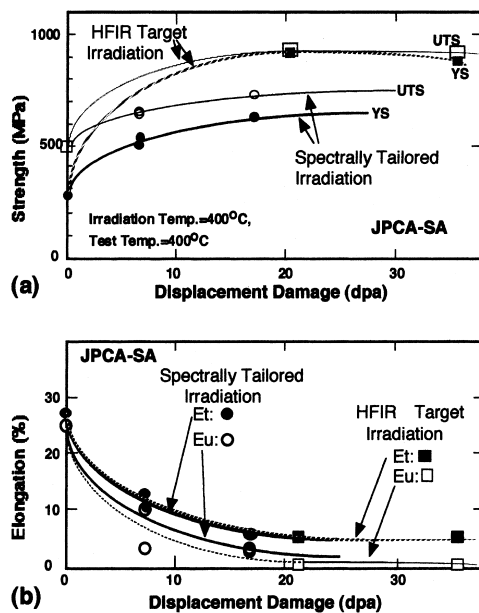 1000
HFIR Target
Irradiation
UTS
YS
UTS
500
YS
Spectrally Tailored
Irradiation
Irradiation Temp.=400°C,
Test Temp.=400°C
JPCA-SA
0
0
10
20
30
Strength (MPa)
Displacement Damage (dpa)
(a)
JPCA-SA
30
Spectrally Tailored
Irradiation
Et:
Eu:
HFIR Target
Irradiation
Et:
Eu:
20
10
0
0
10
20
30
Elongation (%)
Displacement Damage (dpa)
(b)